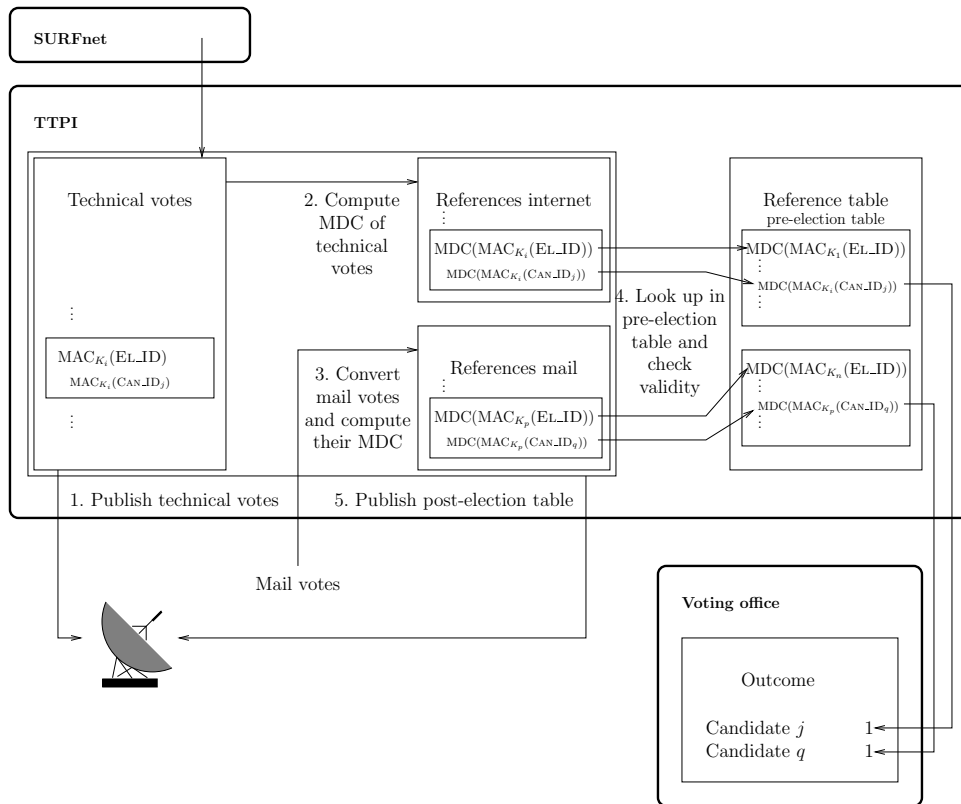 SURFnet
TTPI
Technical votes
⋮
MAC_{K_i}(EL_ID)
MAC_{K_i}(CAN_ID_j)
⋮
2. Compute
MDC of
technical
votes
References internet
⋮
MDC(MAC_{K_i}(EL_ID))
MDC(MAC_{K_i}(CAN_ID_j))
3. Convert
mail votes
and compute
their MDC
References mail
⋮
MDC(MAC_{K_p}(EL_ID))
MDC(MAC_{K_p}(CAN_ID_q))
4. Look up in
pre-election
table and
check
validity
Reference table
pre-election table
MDC(MAC_{K_1}(EL_ID))
⋮
MDC(MAC_{K_i}(CAN_ID_j))
⋮
MDC(MAC_{K_n}(EL_ID))
⋮
MDC(MAC_{K_p}(CAN_ID_q))
⋮
1. Publish technical votes
5. Publish post-election table
Mail votes
Voting office
Outcome
Candidate j 1
Candidate q 1